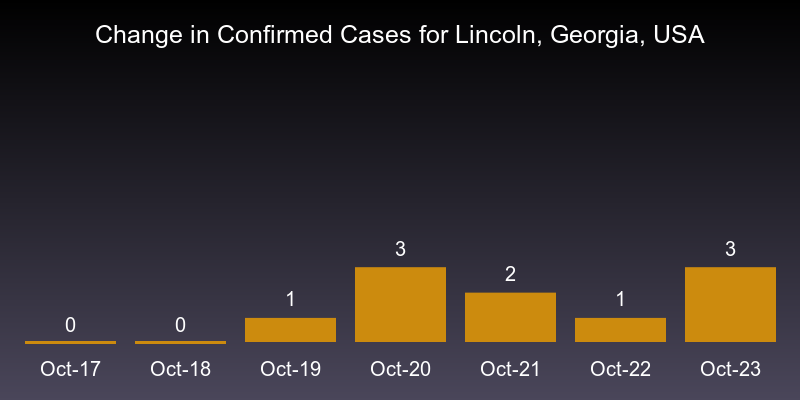 Change in Confirmed Cases for Lincoln, Georgia, USA
0 0 1 3 2 1 3
Oct-17 Oct-18 Oct-19 Oct-20 Oct-21 Oct-22 Oct-23